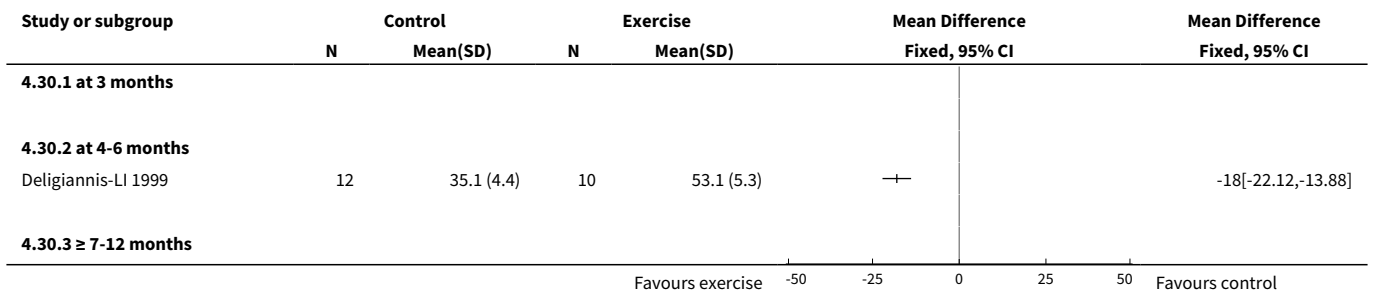 Study or subgroup Control Exercise Mean Difference Mean Difference
N Mean(SD) N Mean(SD) Fixed, 95% CI Fixed, 95% CI
4.30.1 at 3 months
4.30.2 at 4-6 months
Deligiannis-LI 1999 12 35.1 (4.4) 10 53.1 (5.3) -18[-22.12,-13.88]
4.30.3 ≥ 7-12 months
Favours exercise -50 -25 0 25 50 Favours control